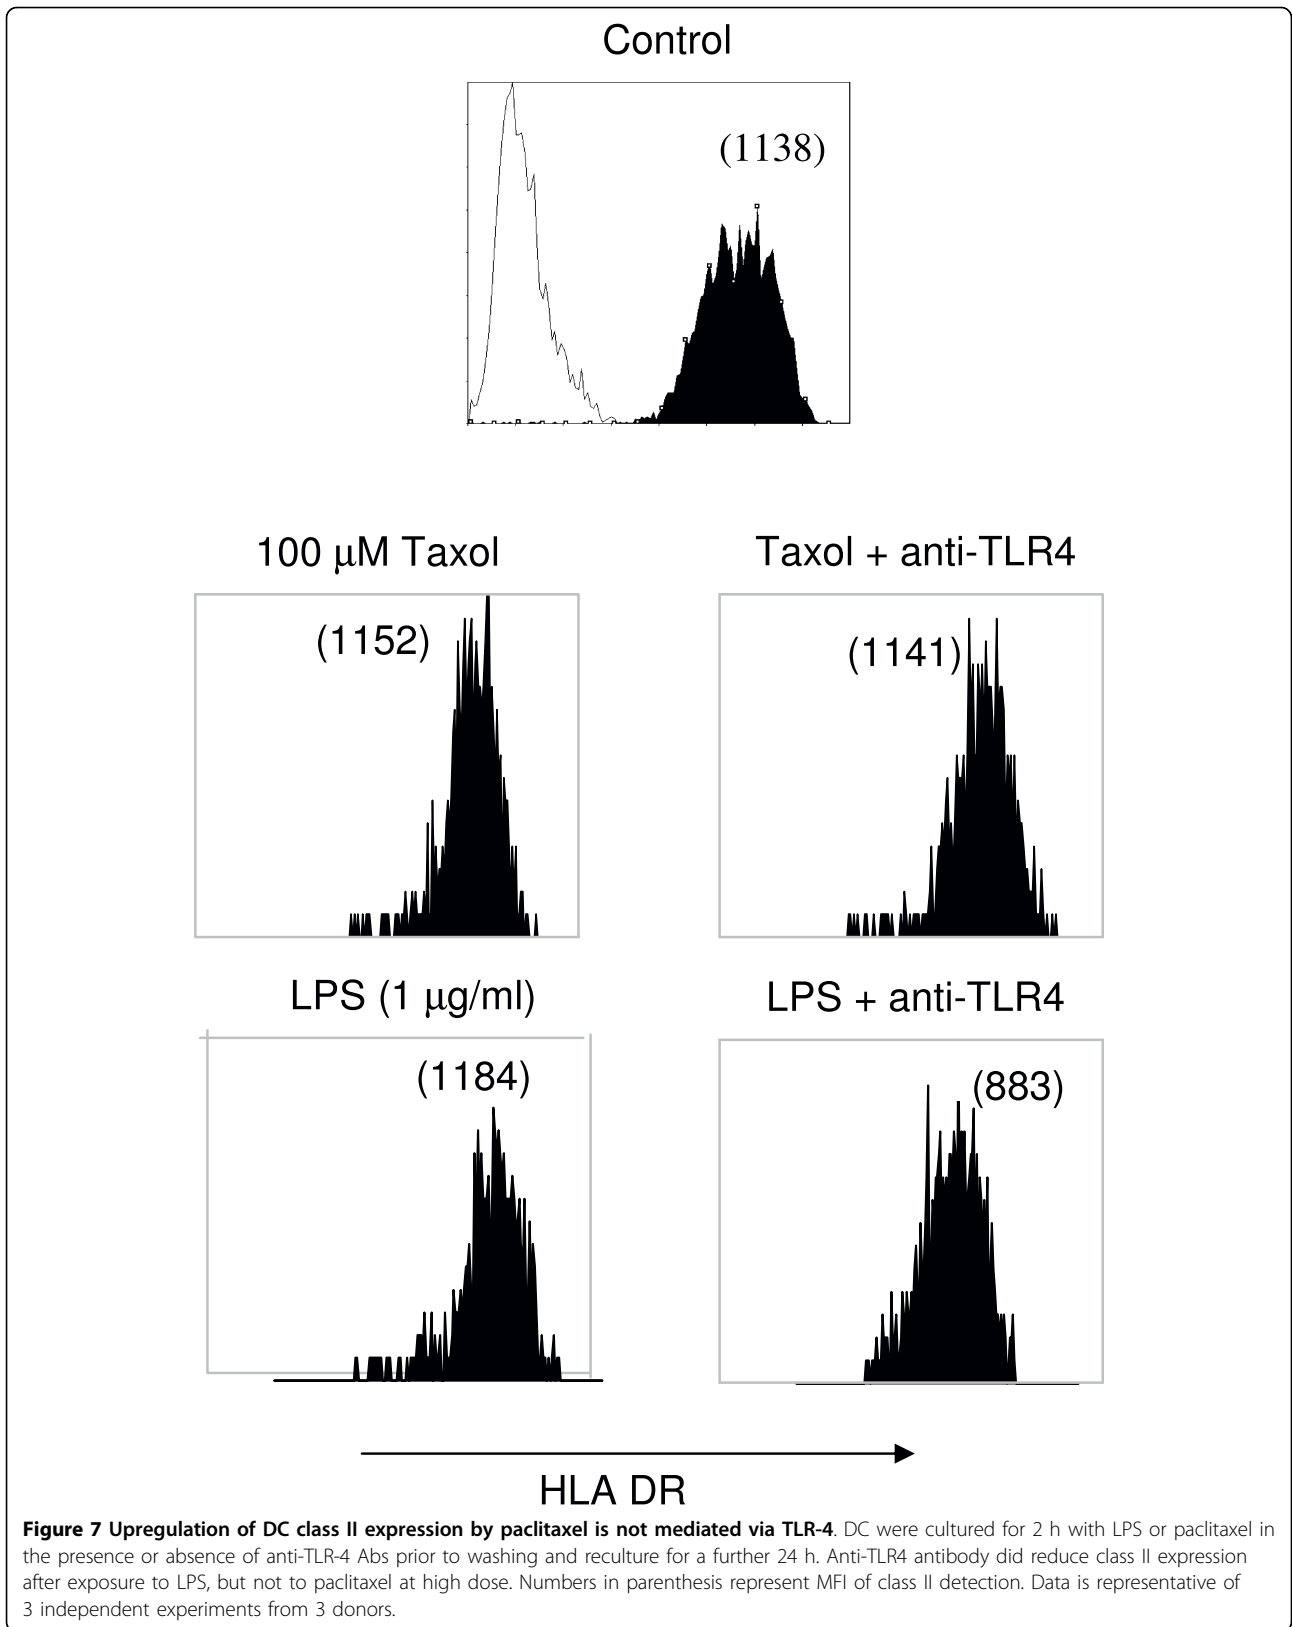 Control
(1138)
100 μM Taxol
Taxol + anti-TLR4
(1152)
(1141)
LPS (1 μg/ml)
LPS + anti-TLR4
(1184)
(883)
HLA DR
Figure 7 Upregulation of DC class II expression by paclitaxel is not mediated via TLR-4. DC were cultured for 2 h with LPS or paclitaxel in
the presence or absence of anti-TLR-4 Abs prior to washing and reculture for a further 24 h. Anti-TLR4 antibody did reduce class II expression
after exposure to LPS, but not to paclitaxel at high dose. Numbers in parenthesis represent MFI of class II detection. Data is representative of
3 independent experiments from 3 donors.